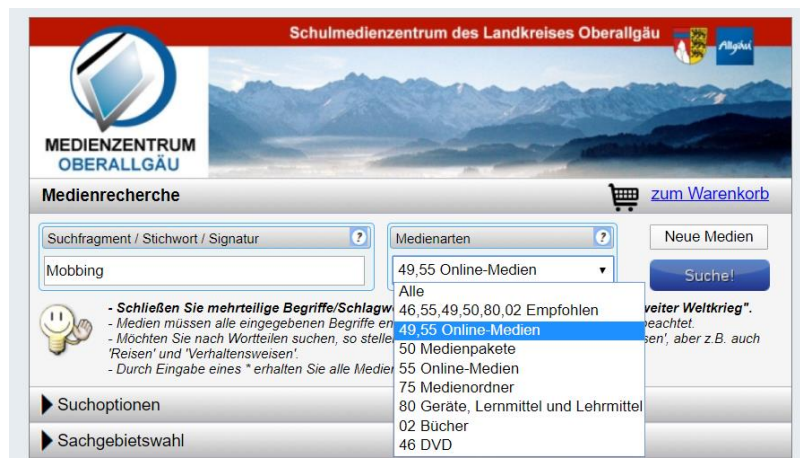 Schulmedienzentrum des Landkreises Oberallgäu
Allgäu
MEDIENZENTRUM
OBERALLGÄU
Medienrecherche
zum Warenkorb
Suchfragment / Stichwort / Signatur
?
Medienarten
?
Neue Medien
Mobbing
49,55 Online-Medien
Suche!
Alle
46,55,49,50,80,02 Empfohlen
49,55 Online-Medien
50 Medienpakete
55 Online-Medien
75 Medienordner
80 Geräte, Lernmittel und Lehrmittel
02 Bücher
46 DVD
- Schließen Sie mehrteilige Begriffe/Schlagw weiter Weltkrieg".
- Medien müssen alle eingegebenen Begriffe en beachtet.
- Möchten Sie nach Wortteilen suchen, so stelle sen', aber z.B. auch
'Reisen' und 'Verhaltensweisen'.
- Durch Eingabe eines * erhalten Sie alle Medie
Suchoptionen
Sachgebietswahl